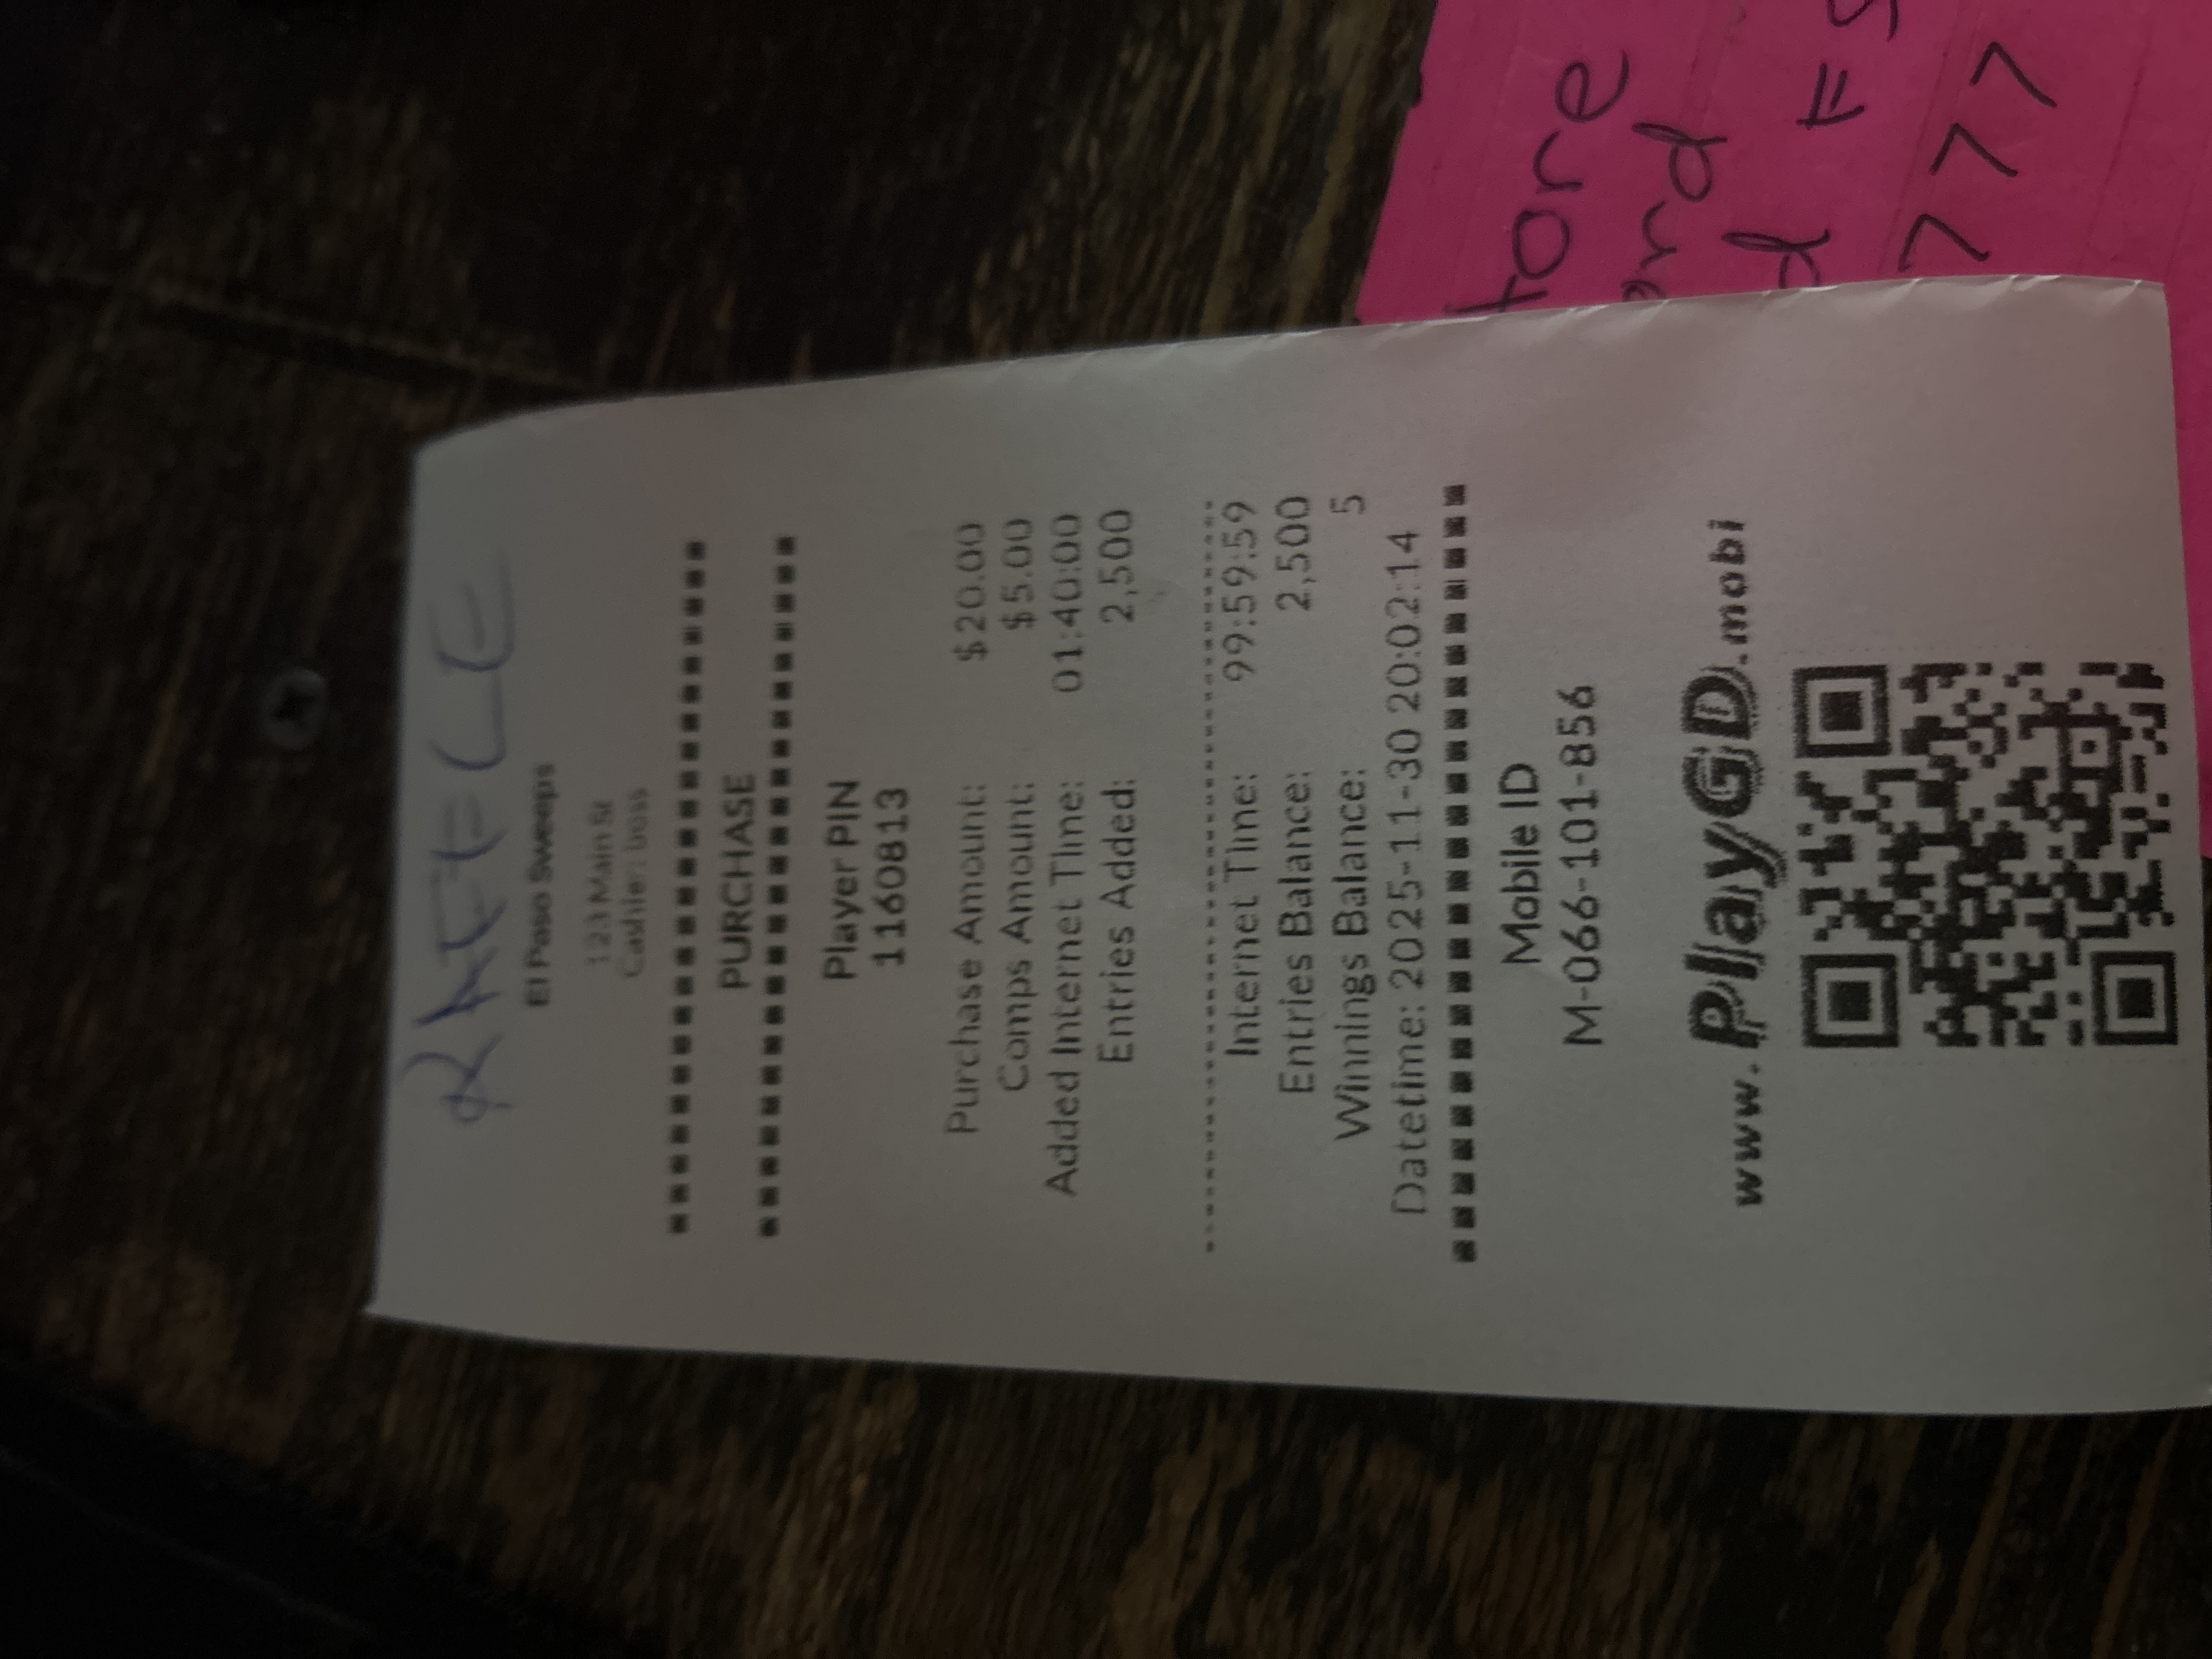 RAFFLE
El Paso Sweeps
123 Main St
Cashier: boss
PURCHASE
Player PIN
11608813
Purchase Amount: $20.00
Comps Amount: $5.00
Added Internet Time: 01:40:00
Entries Added: 2,500
Internet Time: 99:59:59
Entries Balance: 2,500
Winnings Balance: 5
Datetime: 2025-11-30 20:02:14
Mobile ID
M-066-101-856
www.PlayGD.mobi
tore
ord
777